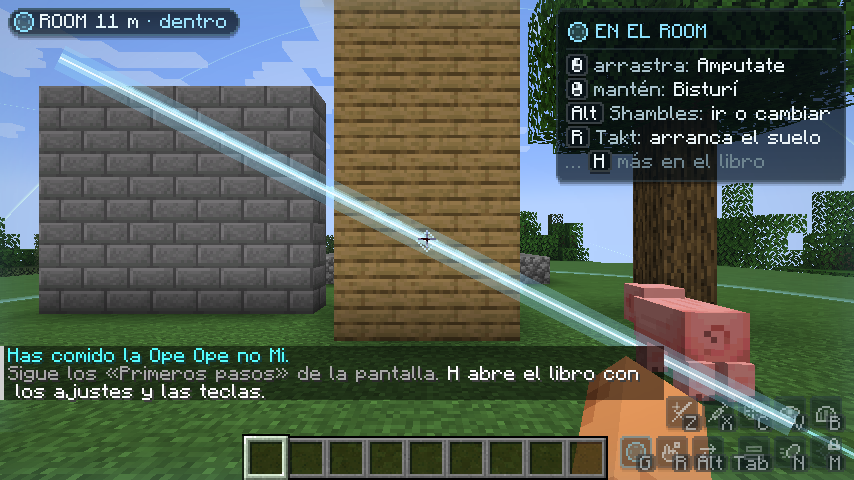 ROOM 11 m · dentro
EN EL ROOM
arrastra: Amputate
mantén: Bisturí
Alt Shambles: ir o cambiar
R Takt: arranca el suelo
... H más en el libro
Has comido la Ope Ope no Mi.
Sigue los «Primeros pasos» de la pantalla. H abre el libro con
los ajustes y las teclas.
Z X C V B
G R Alt Tab N M